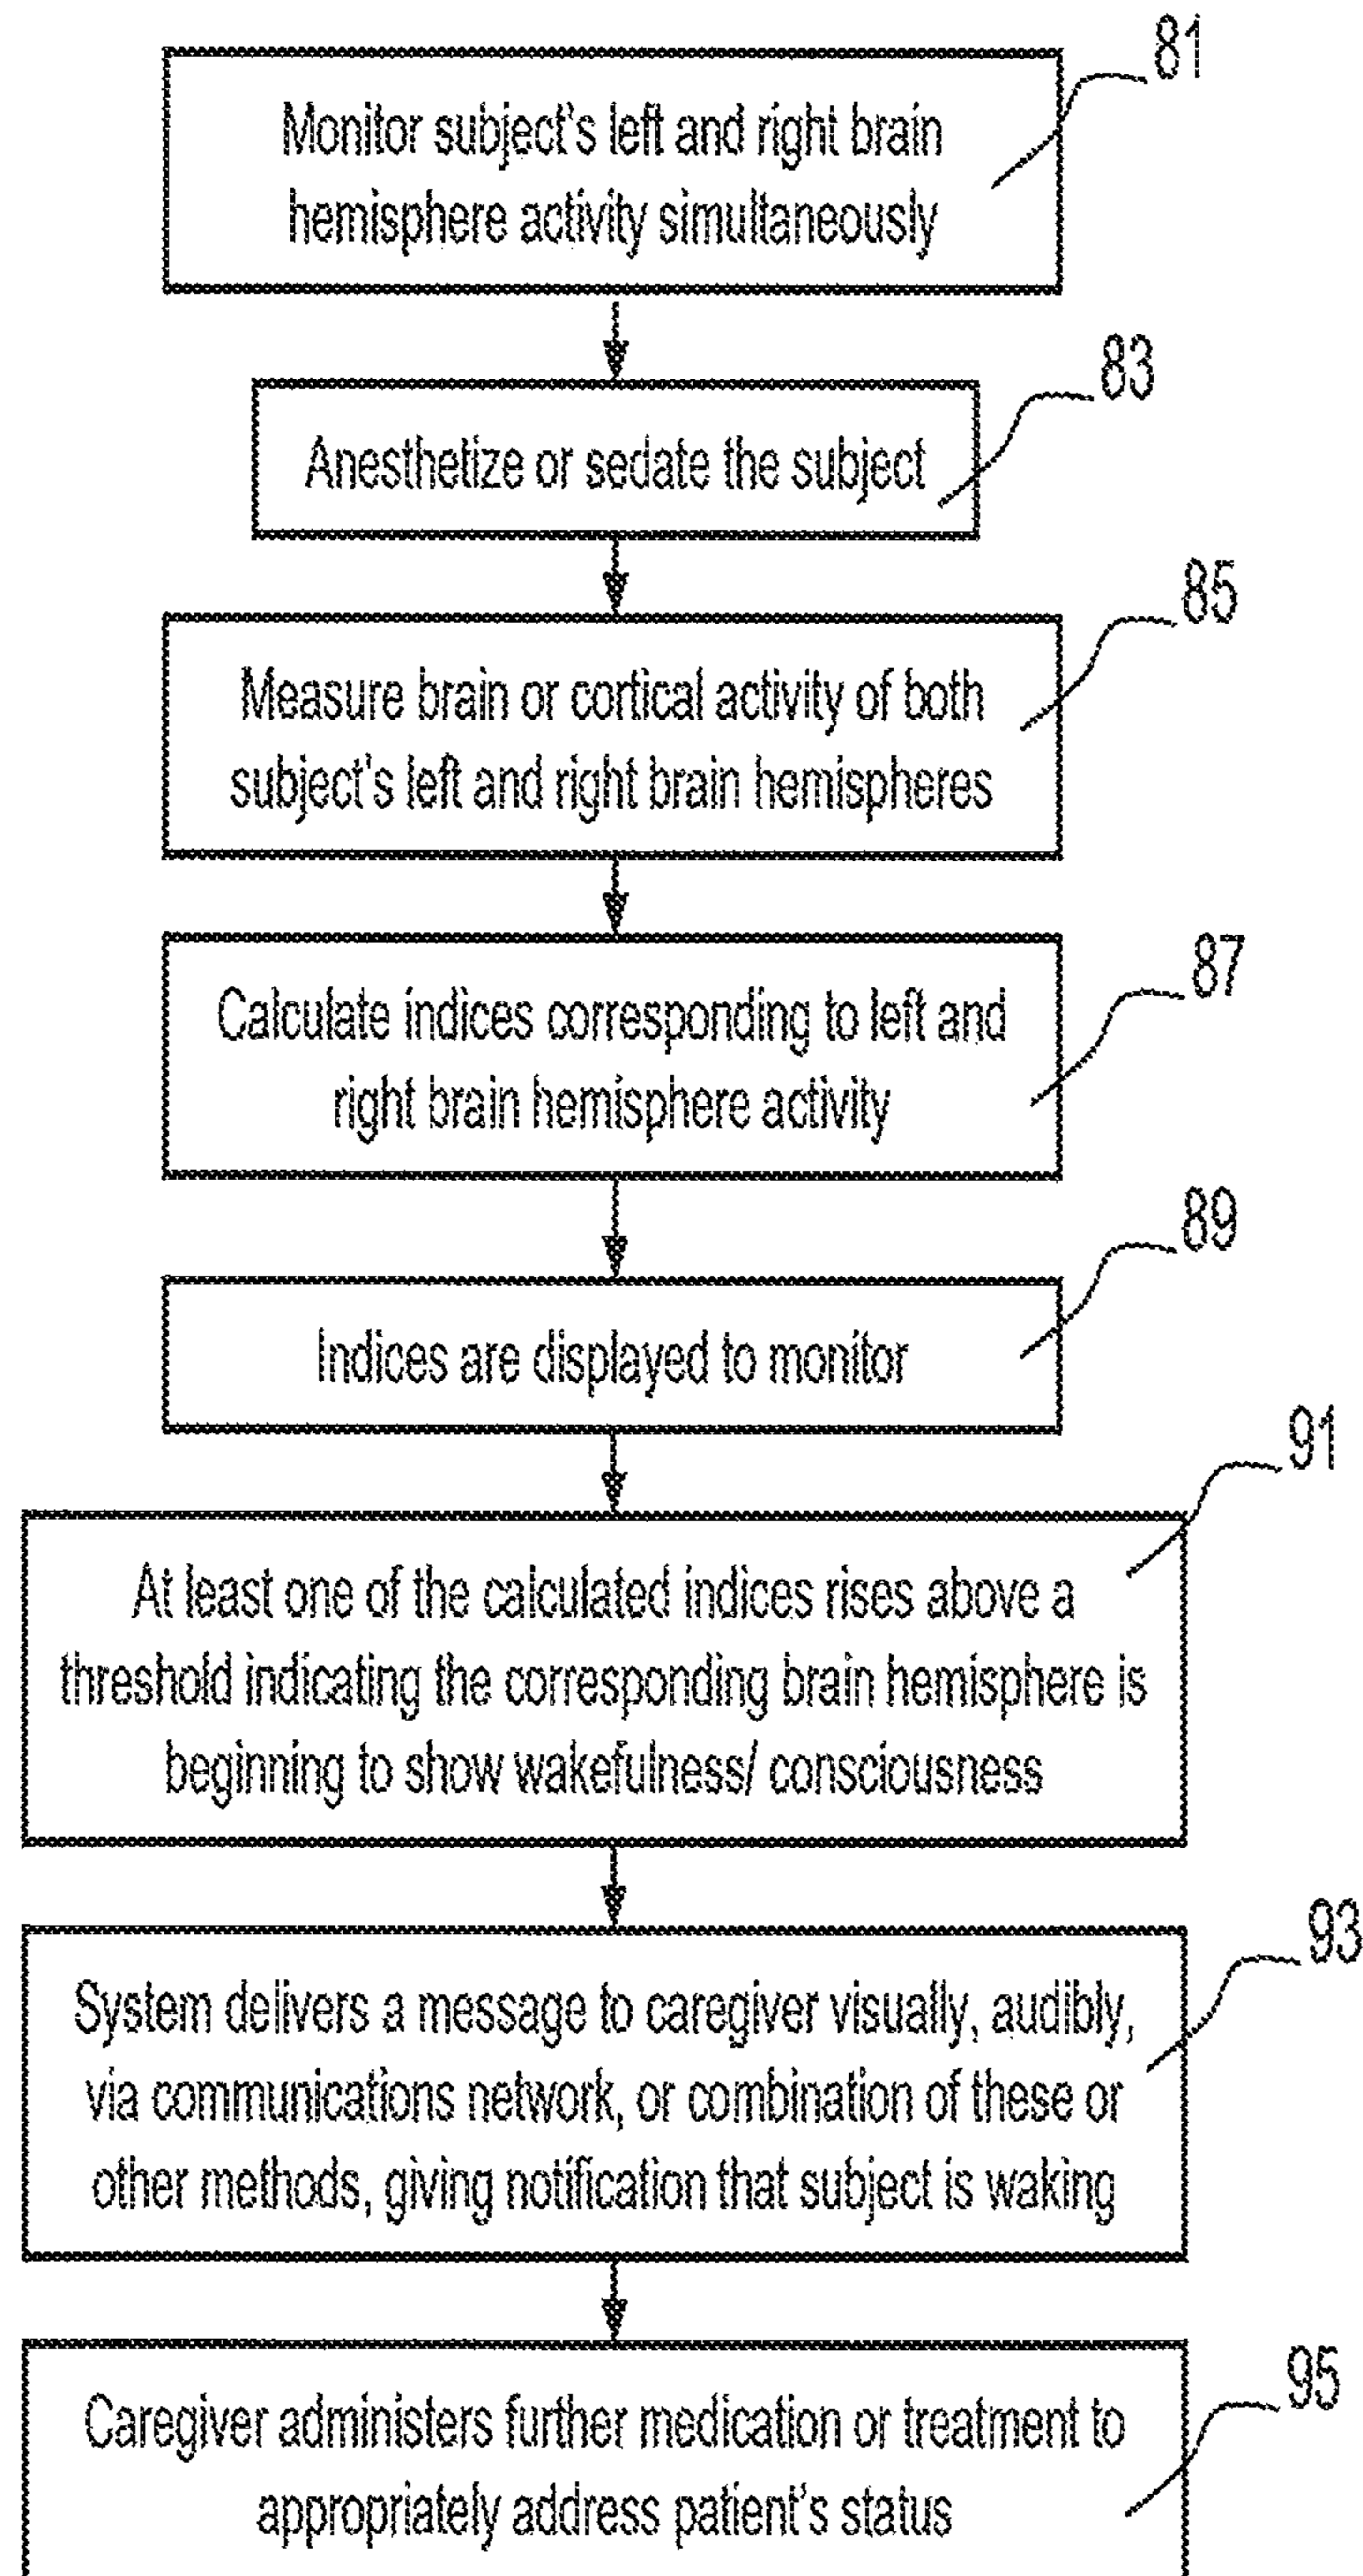 81
Monitor subject's left and right brain
hemisphere activity simultaneously
83
Anesthetize or sedate the subject
85
Measure brain or cortical activity of both
subject's left and right brain hemispheres
87
Calculate indices corresponding to left and
right brain hemisphere activity
89
Indices are displayed to monitor
91
At least one of the calculated indices rises above a
threshold indicating the corresponding brain hemisphere is
beginning to show wakefulness/ consciousness
93
System delivers a message to caregiver visually, audibly,
via communications network, or combination of these or
other methods, giving notification that subject is waking
95
Caregiver administers further medication or treatment to
appropriately address patient's status